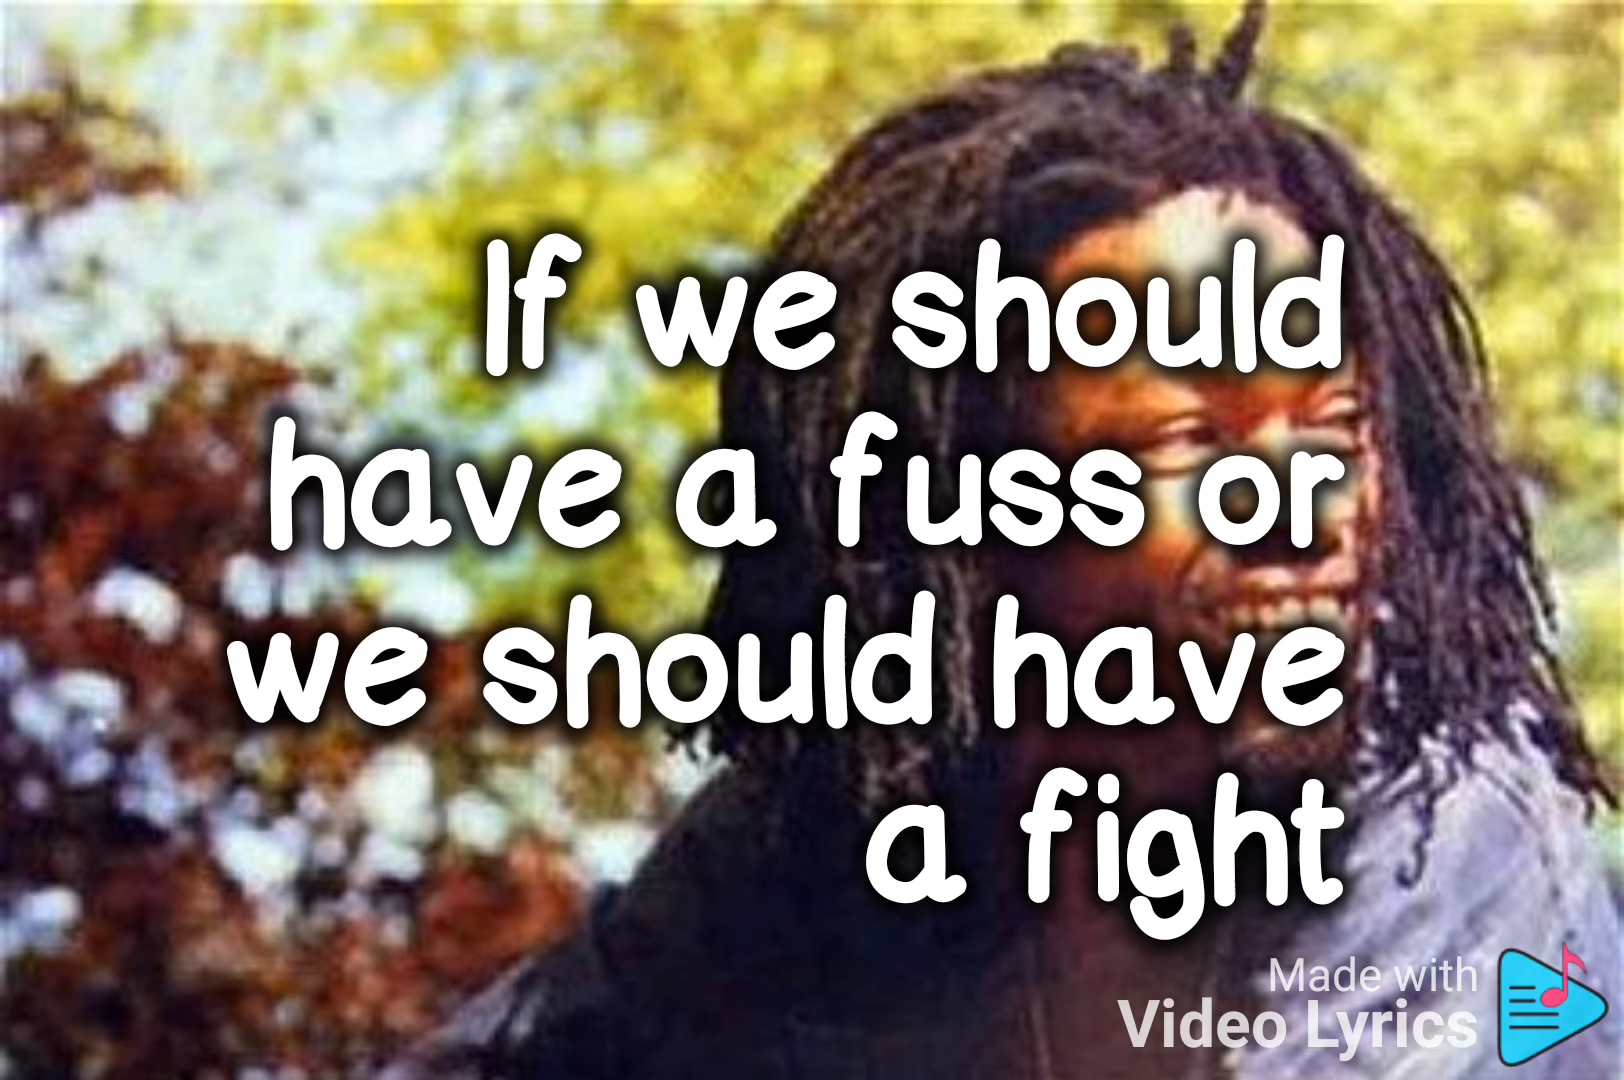 If we should
have a fuss or
we should have
a fight
Made with
Video Lyrics